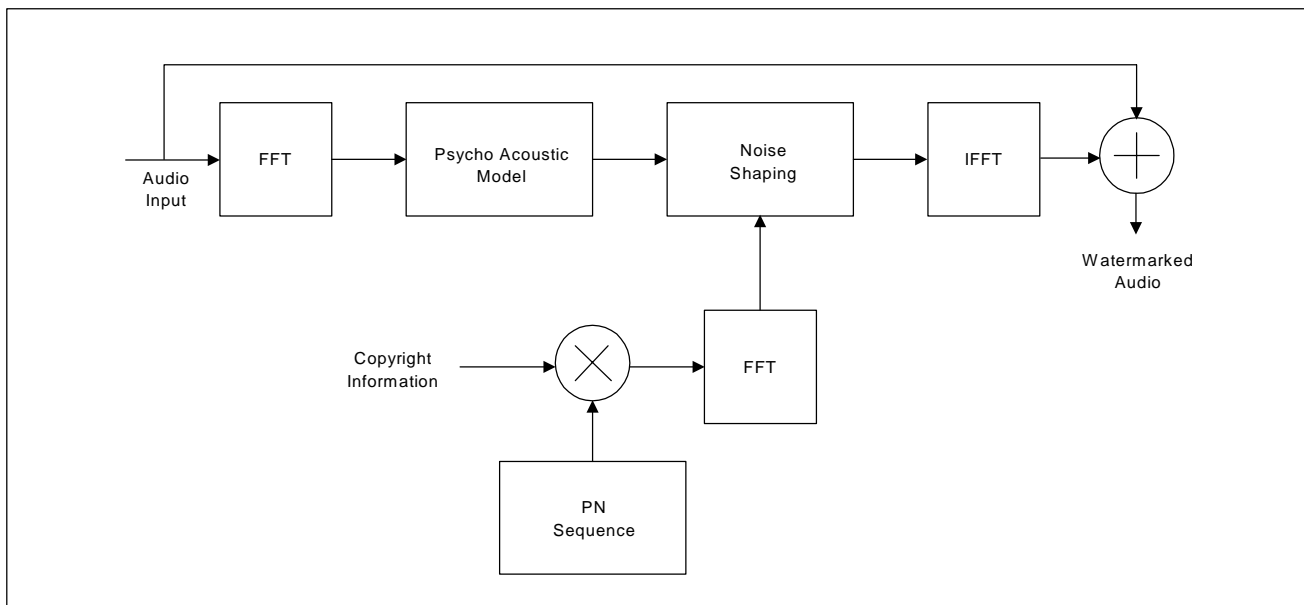 FFT
Psycho Acoustic
Model
Noise
Shaping
IFFT
Audio
Input
Watermarked
Audio
Copyright
Information
FFT
PN
Sequence